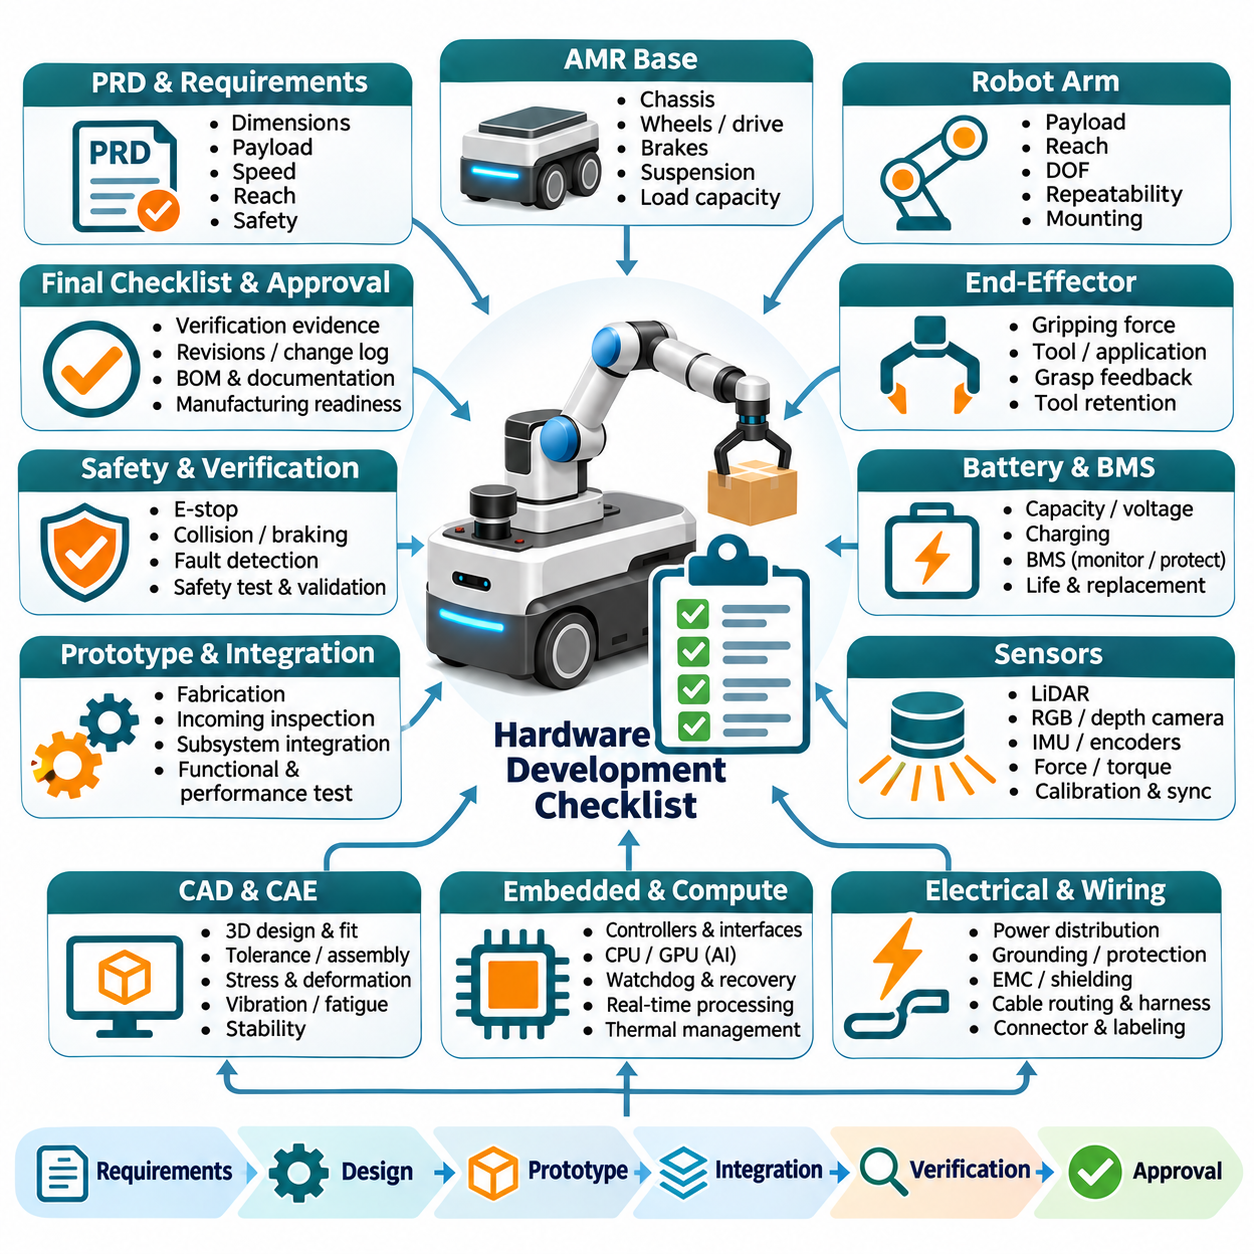 AMR Base
• Chassis
• Wheels / drive
• Brakes
• Suspension
• Load capacity
PRD & Requirements
PRD
• Dimensions
• Payload
• Speed
• Reach
• Safety
Robot Arm
• Payload
• Reach
• DOF
• Repeatability
• Mounting
Final Checklist & Approval
• Verification evidence
• Revisions / change log
• BOM & documentation
• Manufacturing readiness
End-Effector
• Gripping force
• Tool / application
• Grasp feedback
• Tool retention
Safety & Verification
• E-stop
• Collision / braking
• Fault detection
• Safety test & validation
Battery & BMS
• Capacity / voltage
• Charging
• BMS (monitor / protect)
• Life & replacement
Prototype & Integration
• Fabrication
• Incoming inspection
• Subsystem integration
• Functional &
performance test
Sensors
• LiDAR
• RGB / depth camera
• IMU / encoders
• Force / torque
• Calibration & sync
Hardware
Development
Checklist
CAD & CAE
• 3D design & fit
• Tolerance / assembly
• Stress & deformation
• Vibration / fatigue
• Stability
Embedded & Compute
• Controllers & interfaces
• CPU / GPU (AI)
• Watchdog & recovery
• Real-time processing
• Thermal management
Electrical & Wiring
• Power distribution
• Grounding / protection
• EMC / shielding
• Cable routing & harness
• Connector & labeling
Requirements
Design
Prototype
Integration
Verification
Approval